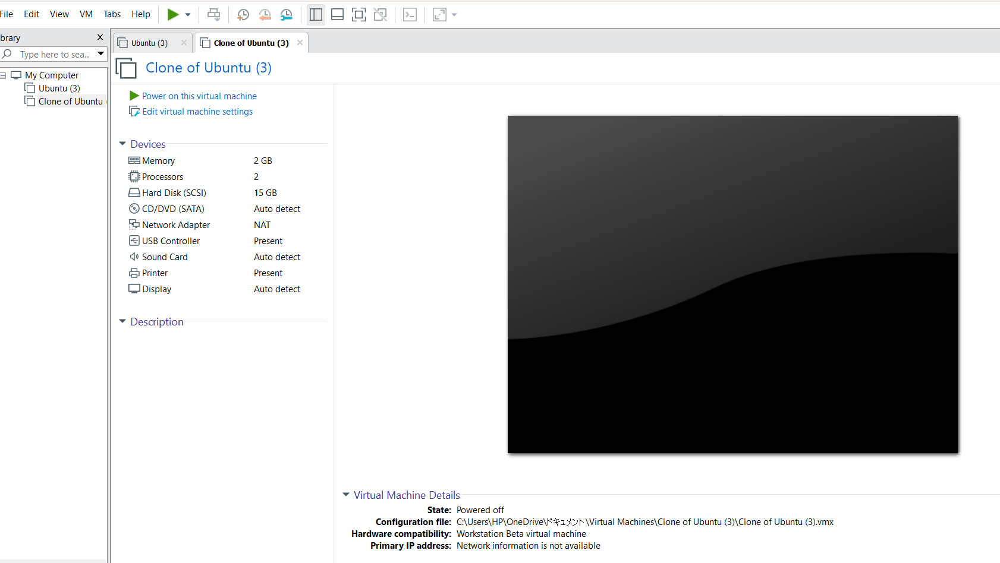 File Edit View VM Tabs Help
brary X
Type here to sea...
My Computer
Ubuntu (3)
Clone of Ubuntu (
Ubuntu (3)
Clone of Ubuntu (3)
Clone of Ubuntu (3)
Power on this virtual machine
Edit virtual machine settings
Devices
Memory 2 GB
Processors 2
Hard Disk (SCSI) 15 GB
CD/DVD (SATA) Auto detect
Network Adapter NAT
USB Controller Present
Sound Card Auto detect
Printer Present
Display Auto detect
Description
Virtual Machine Details
State: Powered off
Configuration file: C:\Users\HP\OneDrive\ドキュメント\Virtual Machines\Clone of Ubuntu (3)\Clone of Ubuntu (3).vmx
Hardware compatibility: Workstation Beta virtual machine
Primary IP address: Network information is not available